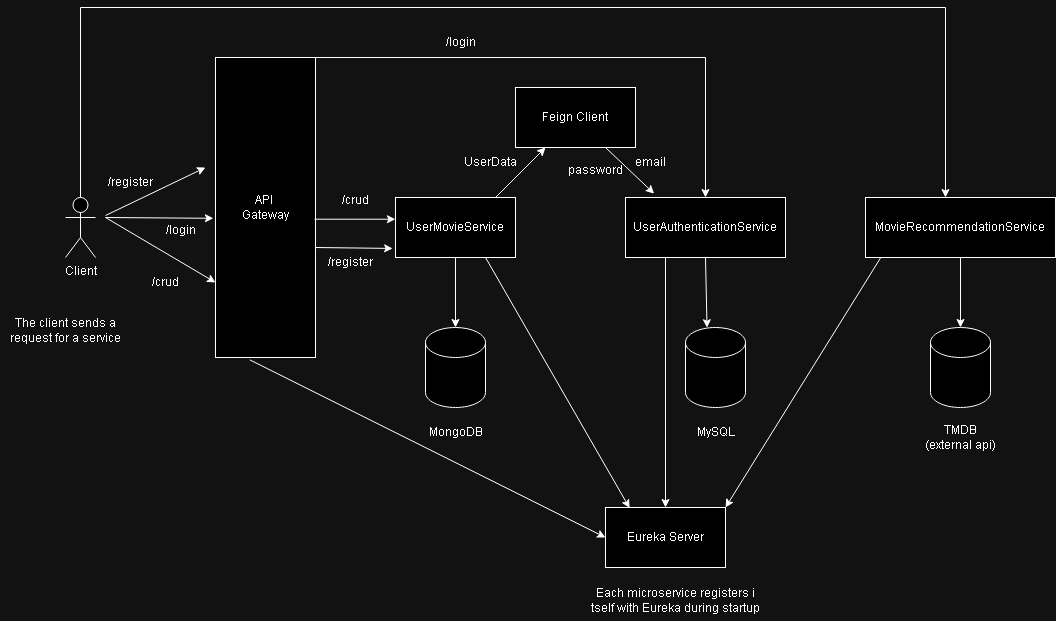 /login
Feign Client
UserData
password
email
/register
/login
/crud
API
Gateway
/crud
/register
UserMovieService
UserAuthenticationService
MovieRecommendationService
Client
The client sends a
request for a service
MongoDB
MySQL
TMDB
(external api)
Eureka Server
Each microservice registers i
tself with Eureka during startup